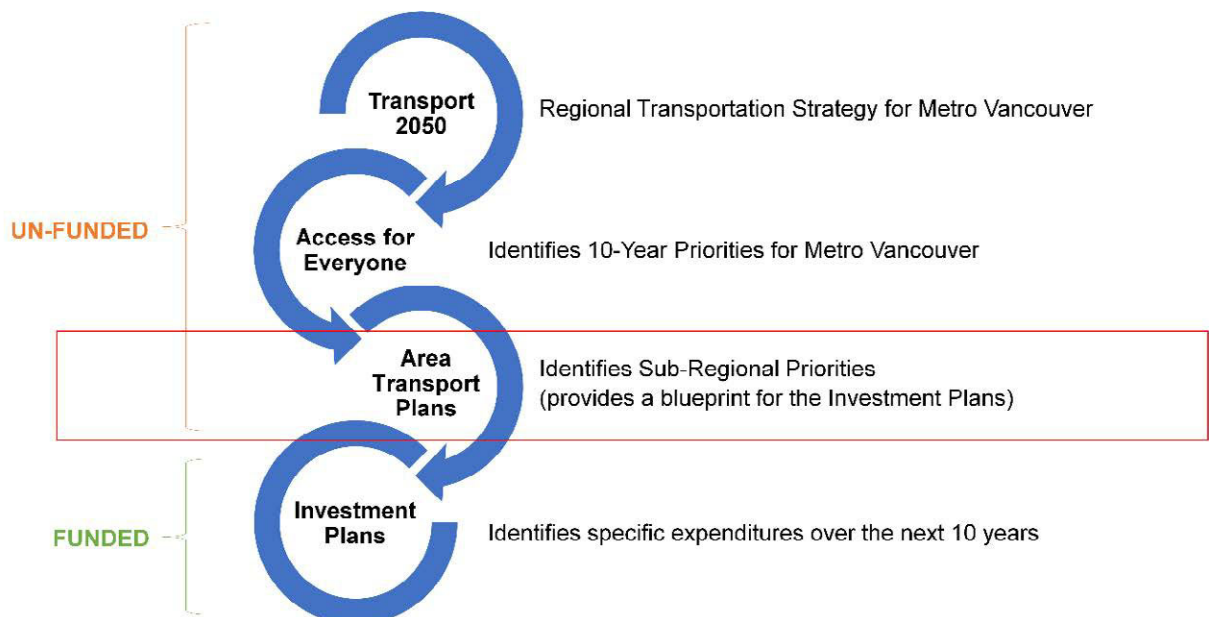 Transport
2050
Regional Transportation Strategy for Metro Vancouver
UN-FUNDED
Access for
Everyone
Identifies 10-Year Priorities for Metro Vancouver
Area
Transport
Plans
Identifies Sub-Regional Priorities
(provides a blueprint for the Investment Plans)
FUNDED
Investment
Plans
Identifies specific expenditures over the next 10 years